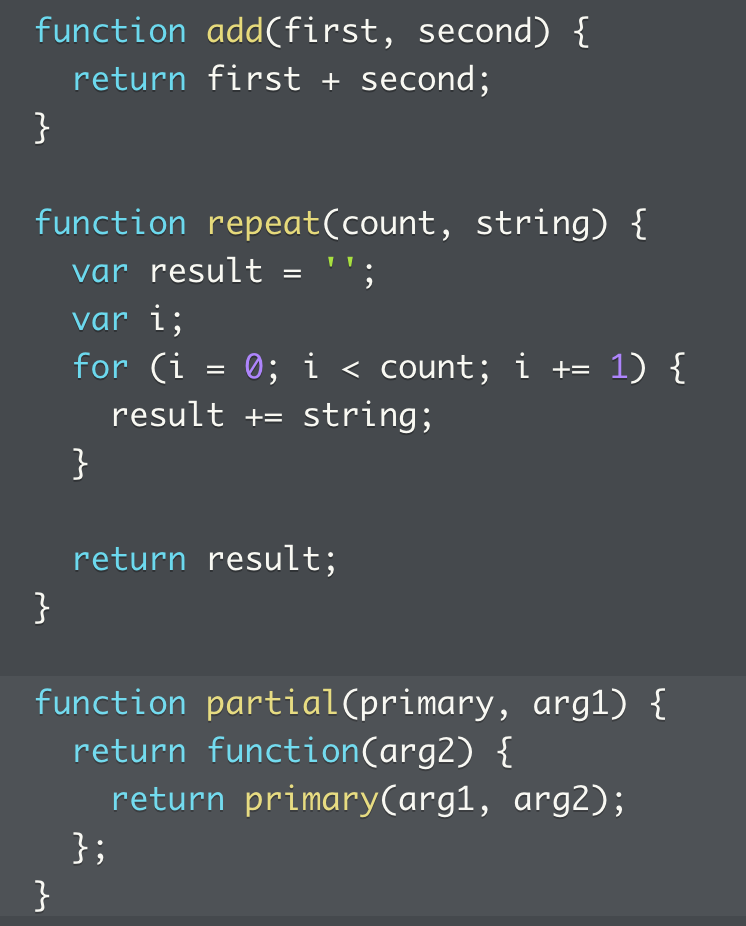 function add(first, second) {
  return first + second;
}

function repeat(count, string) {
  var result = '';
  var i;
  for (i = 0; i < count; i += 1) {
    result += string;
  }

  return result;
}

function partial(primary, arg1) {
  return function(arg2) {
    return primary(arg1, arg2);
  };
}